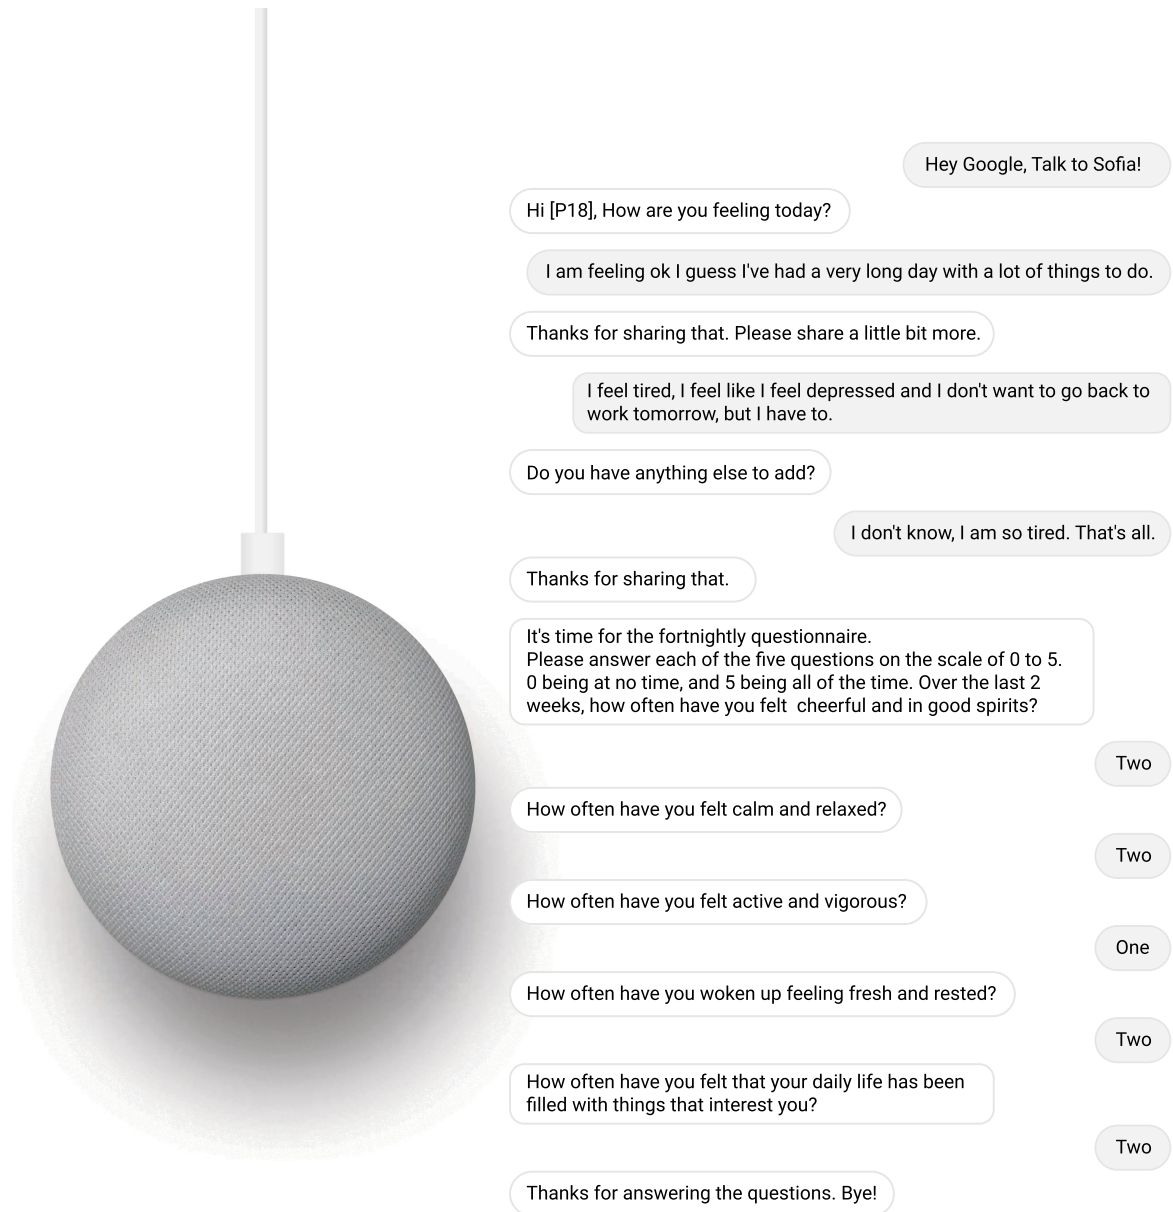 Hey Google, Talk to Sofia!
Hi [P18], How are you feeling today?
I am feeling ok I guess I've had a very long day with a lot of things to do.
Thanks for sharing that. Please share a little bit more.
I feel tired, I feel like I feel depressed and I don't want to go back to
work tomorrow, but I have to.
Do you have anything else to add?
I don't know, I am so tired. That's all.
Thanks for sharing that.
It's time for the fortnightly questionnaire.
Please answer each of the five questions on the scale of 0 to 5.
0 being at no time, and 5 being all of the time. Over the last 2
weeks, how often have you felt  cheerful and in good spirits?
Two
How often have you felt calm and relaxed?
Two
How often have you felt active and vigorous?
One
How often have you woken up feeling fresh and rested?
Two
How often have you felt that your daily life has been
filled with things that interest you?
Two
Thanks for answering the questions. Bye!